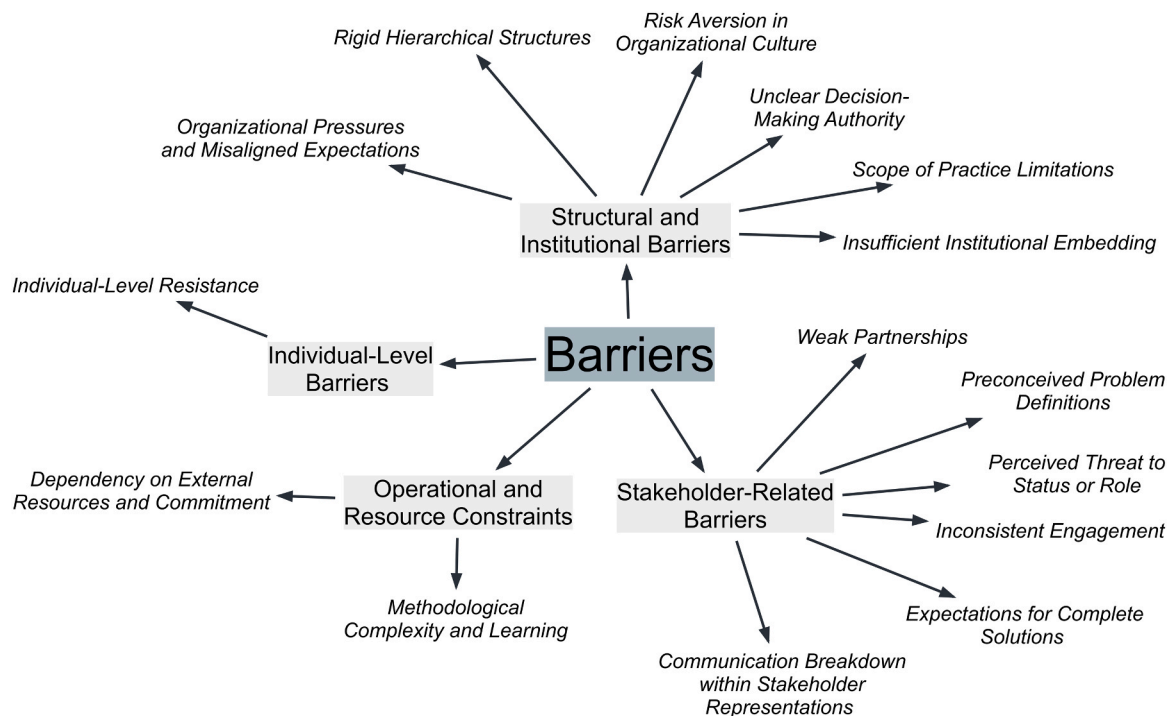 Risk Aversion in
Organizational Culture
Rigid Hierarchical Structures
Unclear Decision-
Making Authority
Organizational Pressures
and Misaligned Expectations
Scope of Practice Limitations
Structural and
Institutional Barriers
Insufficient Institutional Embedding
Individual-Level Resistance
Barriers
Weak Partnerships
Individual-Level
Barriers
Preconceived Problem
Definitions
Perceived Threat to
Status or Role
Dependency on External
Resources and Commitment
Operational and
Resource Constraints
Stakeholder-Related
Barriers
Inconsistent Engagement
Methodological
Complexity and Learning
Expectations for Complete
Solutions
Communication Breakdown
within Stakeholder
Representations